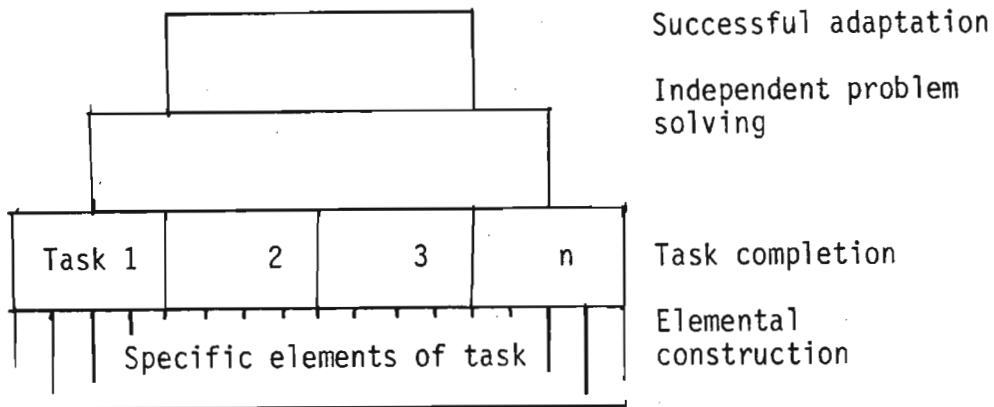 Successful adaptation
Independent problem
solving
Task 1 2 3 n Task completion
Elemental
construction
Specific elements of task